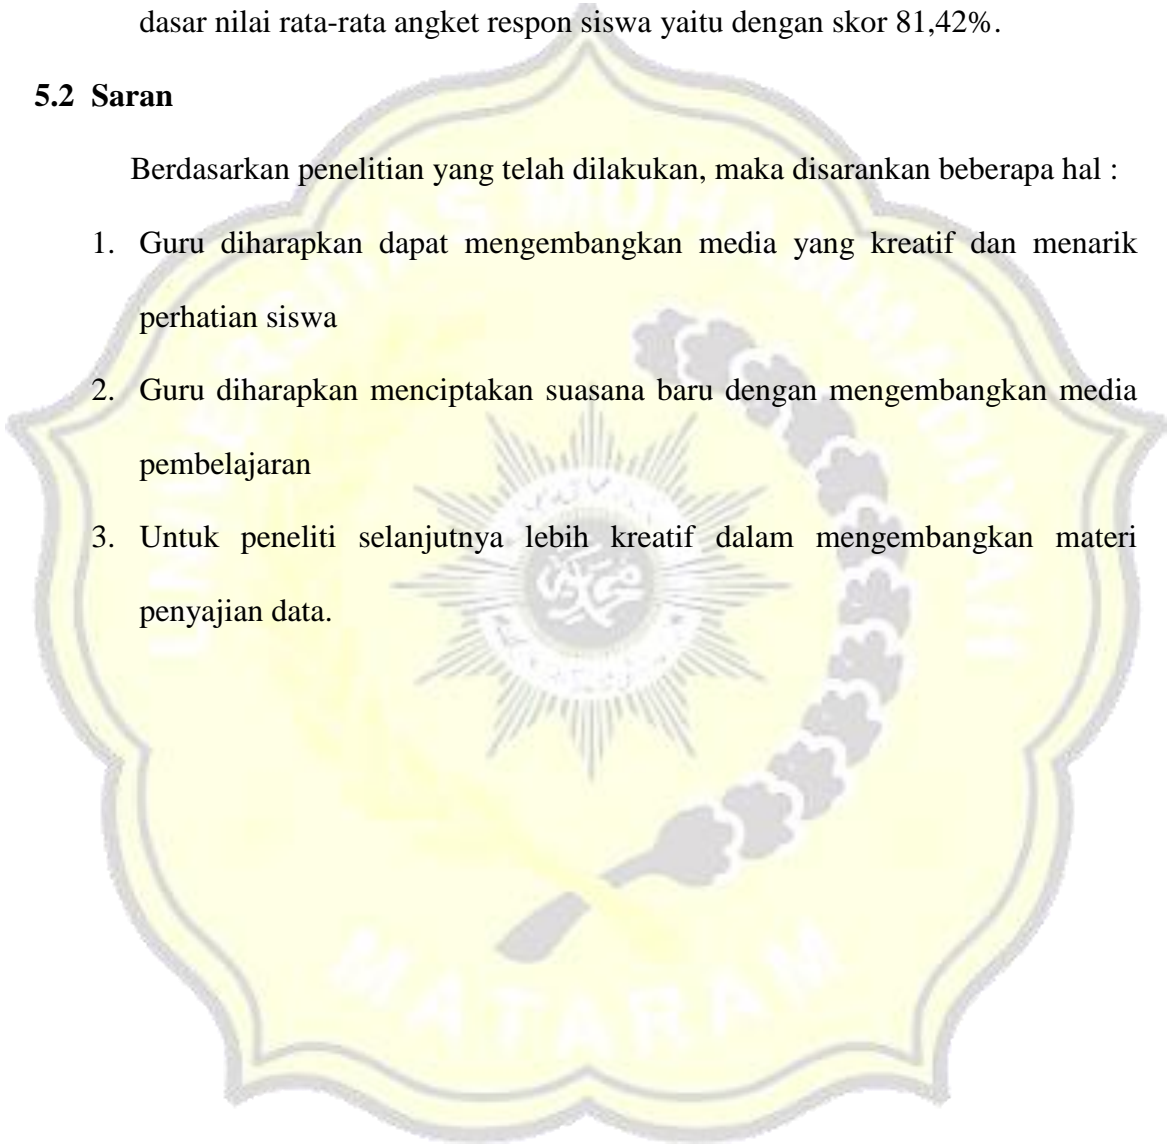 dasar nilai rata-rata angket respon siswa yaitu dengan skor 81,42%.
5.2 Saran
Berdasarkan penelitian yang telah dilakukan, maka disarankan beberapa hal :
1. Guru diharapkan dapat mengembangkan media yang kreatif dan menarik
perhatian siswa
2. Guru diharapkan menciptakan suasana baru dengan mengembangkan media
pembelajaran
3. Untuk peneliti selanjutnya lebih kreatif dalam mengembangkan materi
penyajian data.
UNIVERSITAS MUHAMMADIYAH
MATARAM